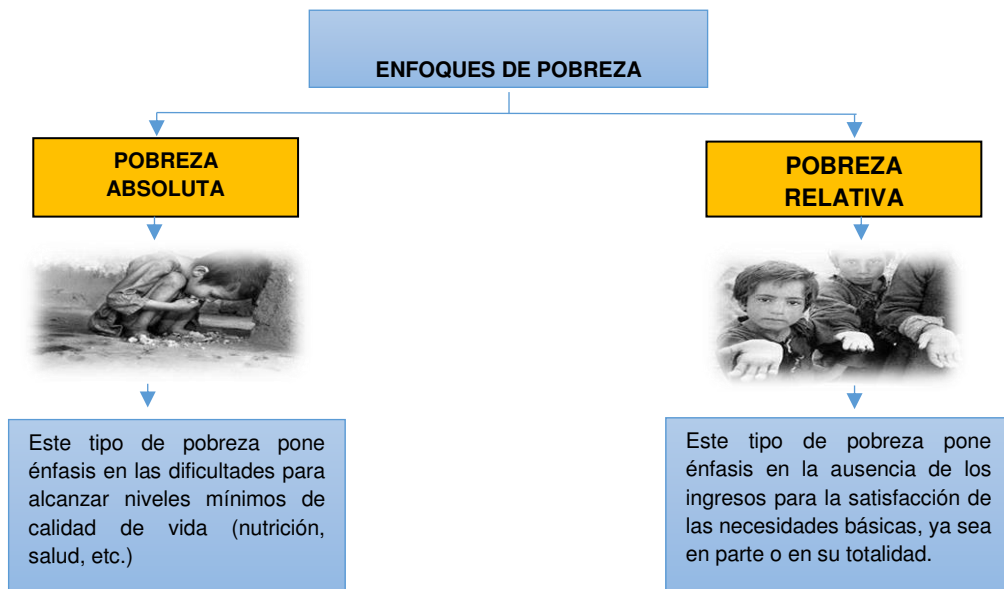 ENFOQUES DE POBREZA
POBREZA
ABSOLUTA
Este tipo de pobreza pone
énfasis en las dificultades para
alcanzar niveles mínimos de
calidad de vida (nutrición,
salud, etc.)
POBREZA
RELATIVA
Este tipo de pobreza pone
énfasis en la ausencia de los
ingresos para la satisfacción de
las necesidades básicas, ya sea
en parte o en su totalidad.